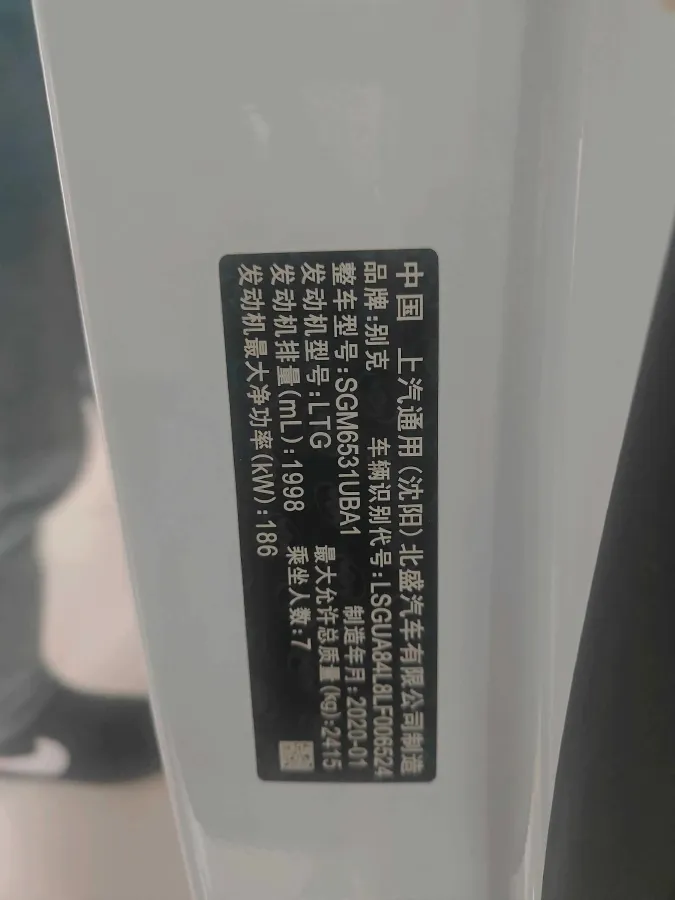 中国 上汽通用(沈阳)北盛汽车有限公司制造
品牌:别克 车辆识别代号:LSGUA84L8LF006524
整车型号:SGM6531UBA1 制造年月:2020-01
发动机型号:LTG 最大允许总质量(kg):2415
发动机排量(mL):1998 乘坐人数:7
发动机最大净功率(kW):186